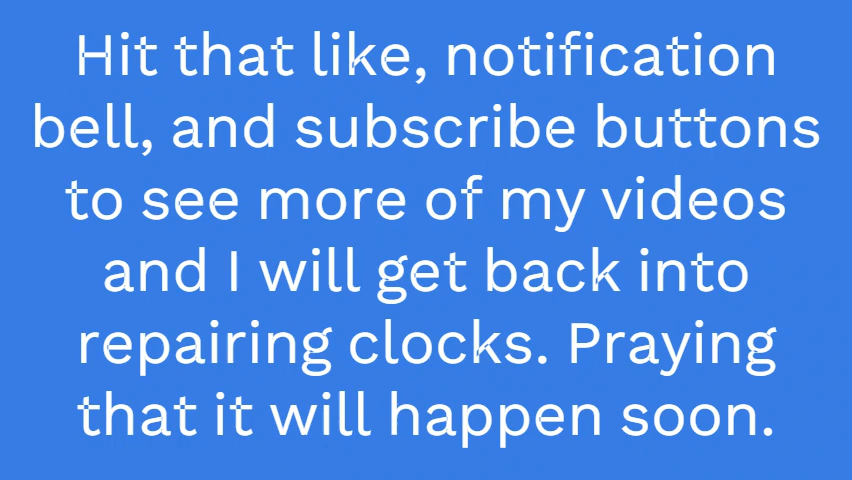 Hit that like, notification
bell, and subscribe buttons
to see more of my videos
and I will get back into
repairing clocks. Praying
that it will happen soon.